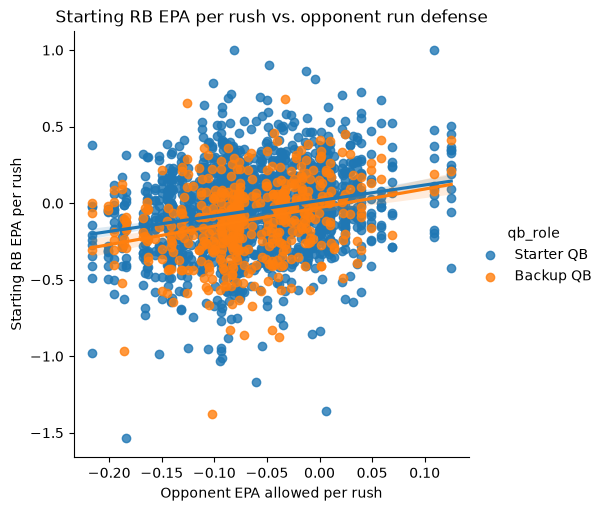 Starting RB EPA per rush vs. opponent run defense
1.0
0.5
0.0
−0.5
−1.0
−1.5
Starting RB EPA per rush
−0.20 −0.15 −0.10 −0.05 0.00 0.05 0.10
Opponent EPA allowed per rush
qb_role
Starter QB
Backup QB